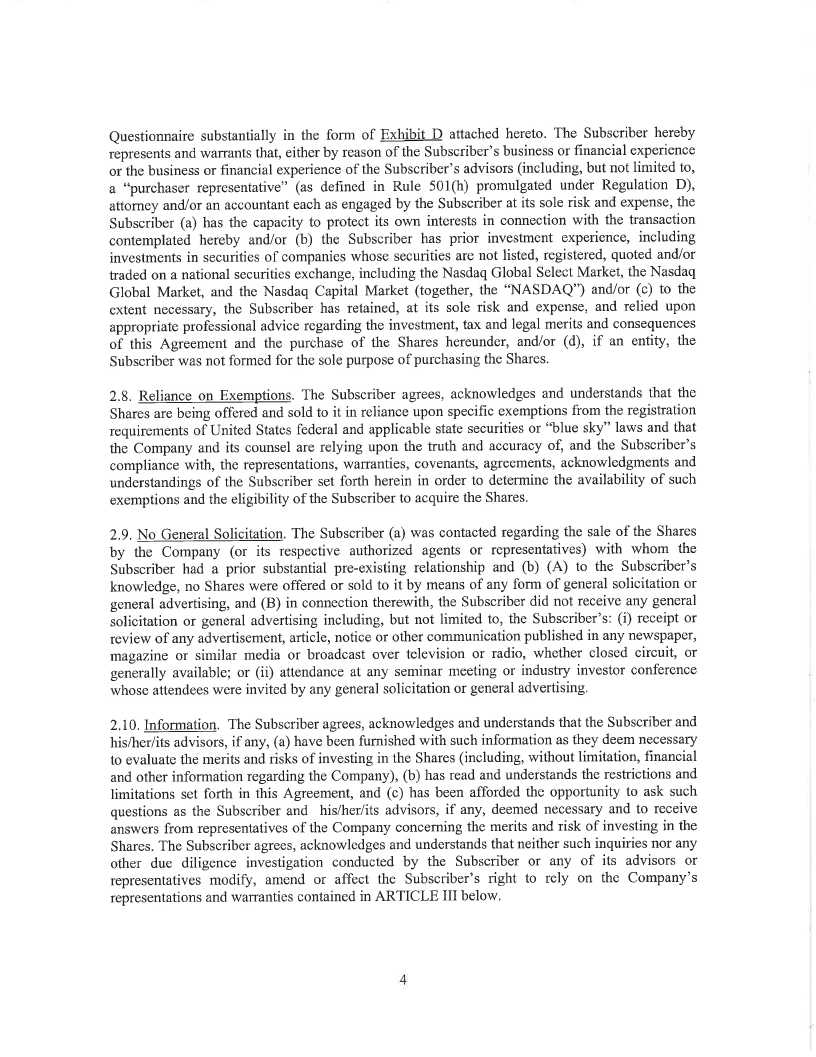 Questionnaire substantially in the form of Exhibit D attached hereto. The Subscriber hereby
represents and warrants that, either by reason of the Subscriber's business or financial experience
or the business or financial experience of the Subscriber's advisors (including, but not limited to,
a “purchaser representative” (as defined in Rule 501(h) promulgated under Regulation D),
attorney and/or an accountant each as engaged by the Subscriber at its sole risk and expense, the
Subscriber (a) has the capacity to protect its own interests in connection with the transaction
contemplated hereby and/or (b) the Subscriber has prior investment experience, including
investments in securities of companies whose securities are not listed, registered, quoted and/or
traded on a national securities exchange, including the Nasdaq Global Select Market, the Nasdaq
Global Market, and the Nasdaq Capital Market (together, the “NASDAQ”) and/or (c) to the
extent necessary, the Subscriber has retained, at its sole risk and expense, and relied upon
appropriate professional advice regarding the investment, tax and legal merits and consequences
of this Agreement and the purchase of the Shares hereunder, and/or (d), if an entity, the
Subscriber was not formed for the sole purpose of purchasing the Shares.
2.8. Reliance on Exemptions. The Subscriber agrees, acknowledges and understands that the
Shares are being offered and sold to it in reliance upon specific exemptions from the registration
requirements of United States federal and applicable state securities or “blue sky” laws and that
the Company and its counsel are relying upon the truth and accuracy of, and the Subscriber's
compliance with, the representations, warranties, covenants, agreements, acknowledgments and
understandings of the Subscriber set forth herein in order to determine the availability of such
exemptions and the eligibility of the Subscriber to acquire the Shares.
2.9. No General Solicitation. The Subscriber (a) was contacted regarding the sale of the Shares
by the Company (or its respective authorized agents or representatives) with whom the
Subscriber had a prior substantial pre-existing relationship and (b) (A) to the Subscriber's
knowledge, no Shares were offered or sold to it by means of any form of general solicitation or
general advertising, and (B) in connection therewith, the Subscriber did not receive any general
solicitation or general advertising including, but not limited to, the Subscriber's: (i) receipt or
review of any advertisement, article, notice or other communication published in any newspaper,
magazine or similar media or broadcast over television or radio, whether closed circuit, or
generally available; or (ii) attendance at any seminar meeting or industry investor conference
whose attendees were invited by any general solicitation or general advertising.
2.10. Information. The Subscriber agrees, acknowledges and understands that the Subscriber and
his/her/its advisors, if any, (a) have been furnished with such information as they deem necessary
to evaluate the merits and risks of investing in the Shares (including, without limitation, financial
and other information regarding the Company), (b) has read and understands the restrictions and
limitations set forth in this Agreement, and (c) has been afforded the opportunity to ask such
questions as the Subscriber and his/her/its advisors, if any, deemed necessary and to receive
answers from representatives of the Company concerning the merits and risk of investing in the
Shares. The Subscriber agrees, acknowledges and understands that neither such inquiries nor any
other due diligence investigation conducted by the Subscriber or any of its advisors or
representatives modify, amend or affect the Subscriber's right to rely on the Company's
representations and warranties contained in ARTICLE III below.
4